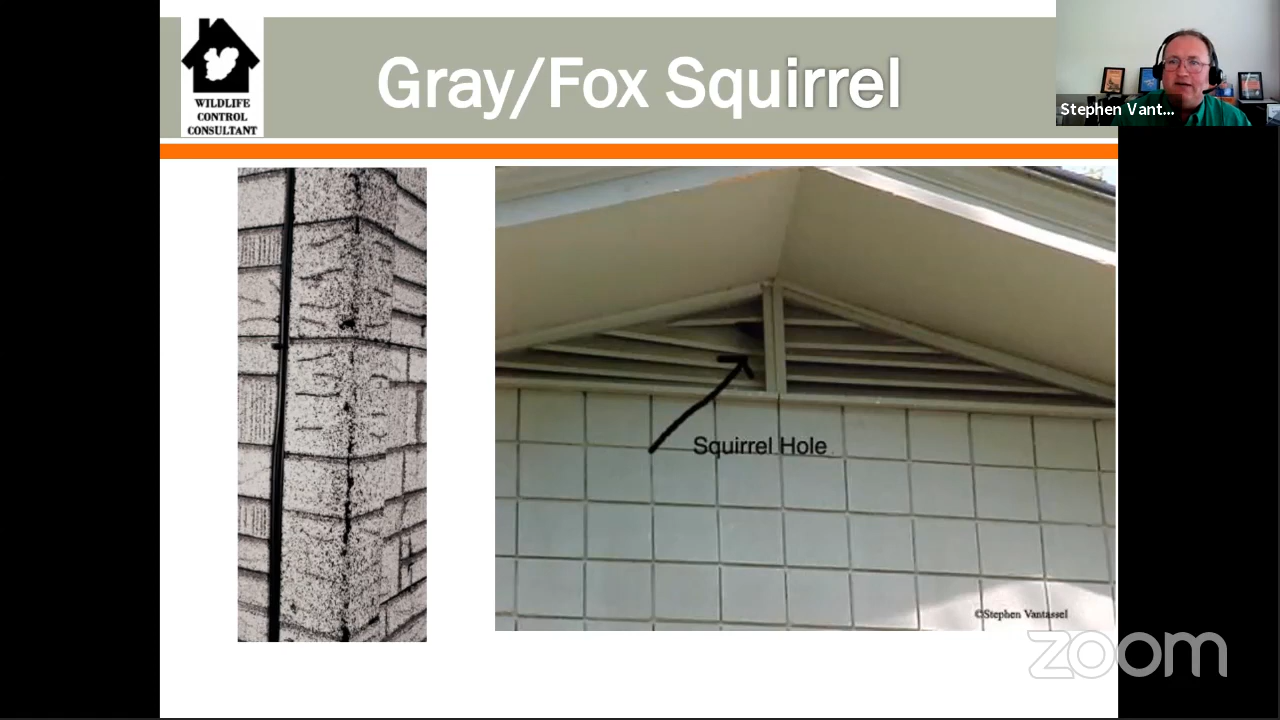 WILDLIFE
CONTROL
CONSULTANT
Gray/Fox Squirrel
Stephen Vant...
Squirrel Hole
©Stephen Vantassel
zoom